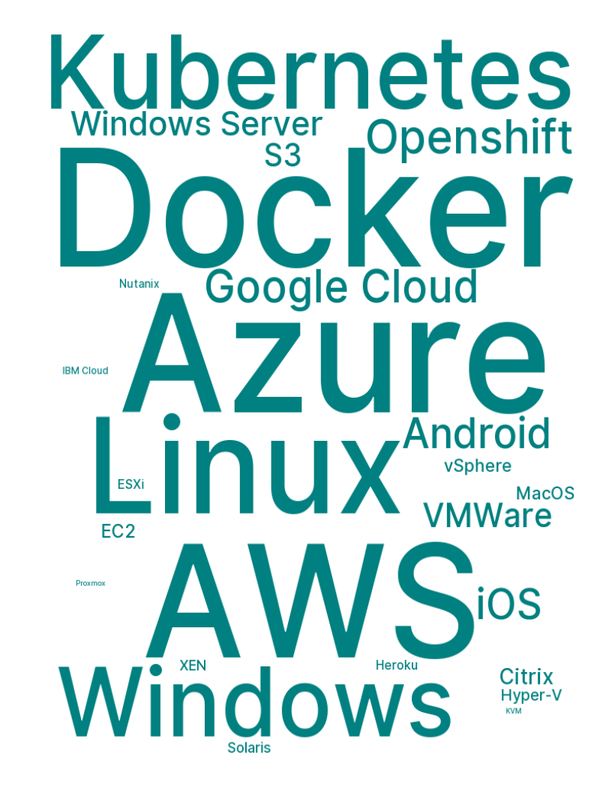 Kubernetes
Windows Server
Openshift
S3
Docker
Nutanix
Google Cloud
Azure
IBM Cloud
Linux
Android
vSphere
ESXi
MacOS
VMWare
EC2
AWS
Proxmox
iOS
XEN
Heroku
Windows
Citrix
Hyper-V
KVM
Solaris